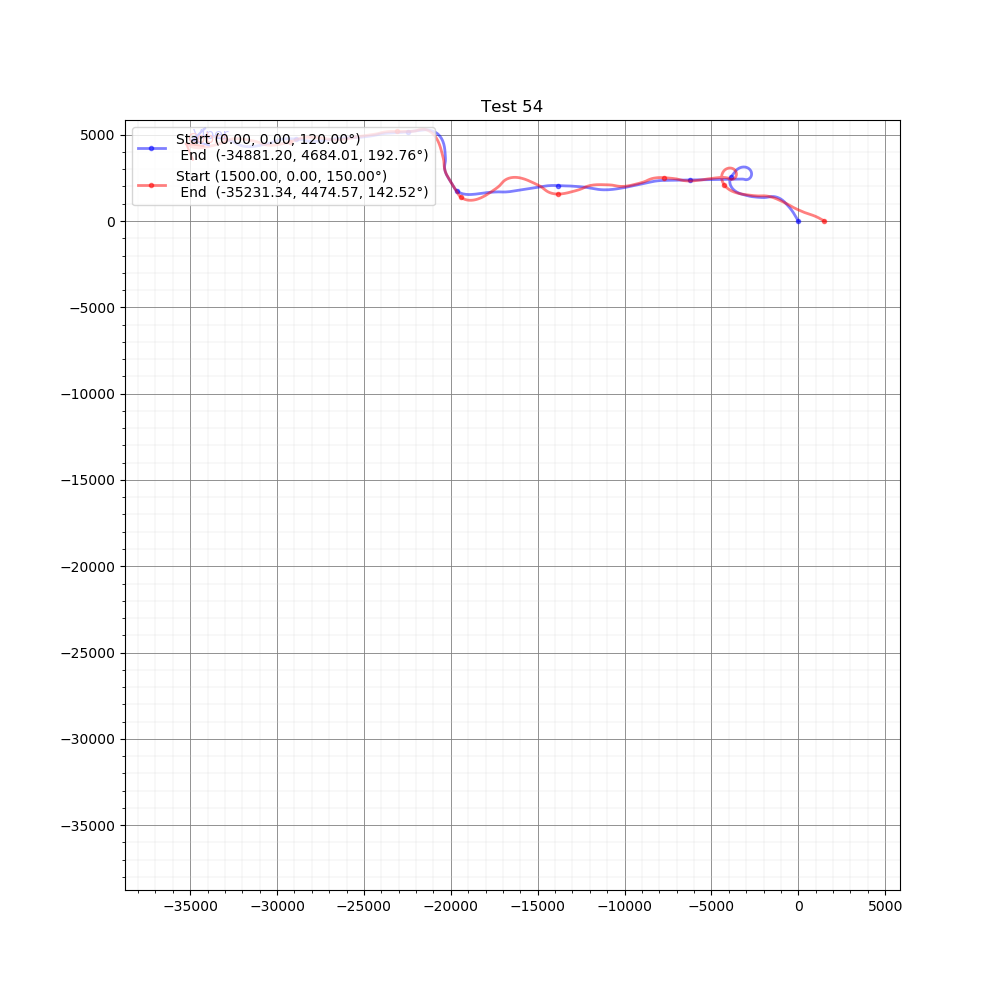 Test 54
5000
0
−5000
−10000
−15000
−20000
−25000
−30000
−35000
Start (0.00, 0.00, 120.00°)
End (-34881.20, 4684.01, 192.76°)
Start (1500.00, 0.00, 150.00°)
End (-35231.34, 4474.57, 142.52°)
−35000 −30000 −25000 −20000 −15000 −10000 −5000 0 5000